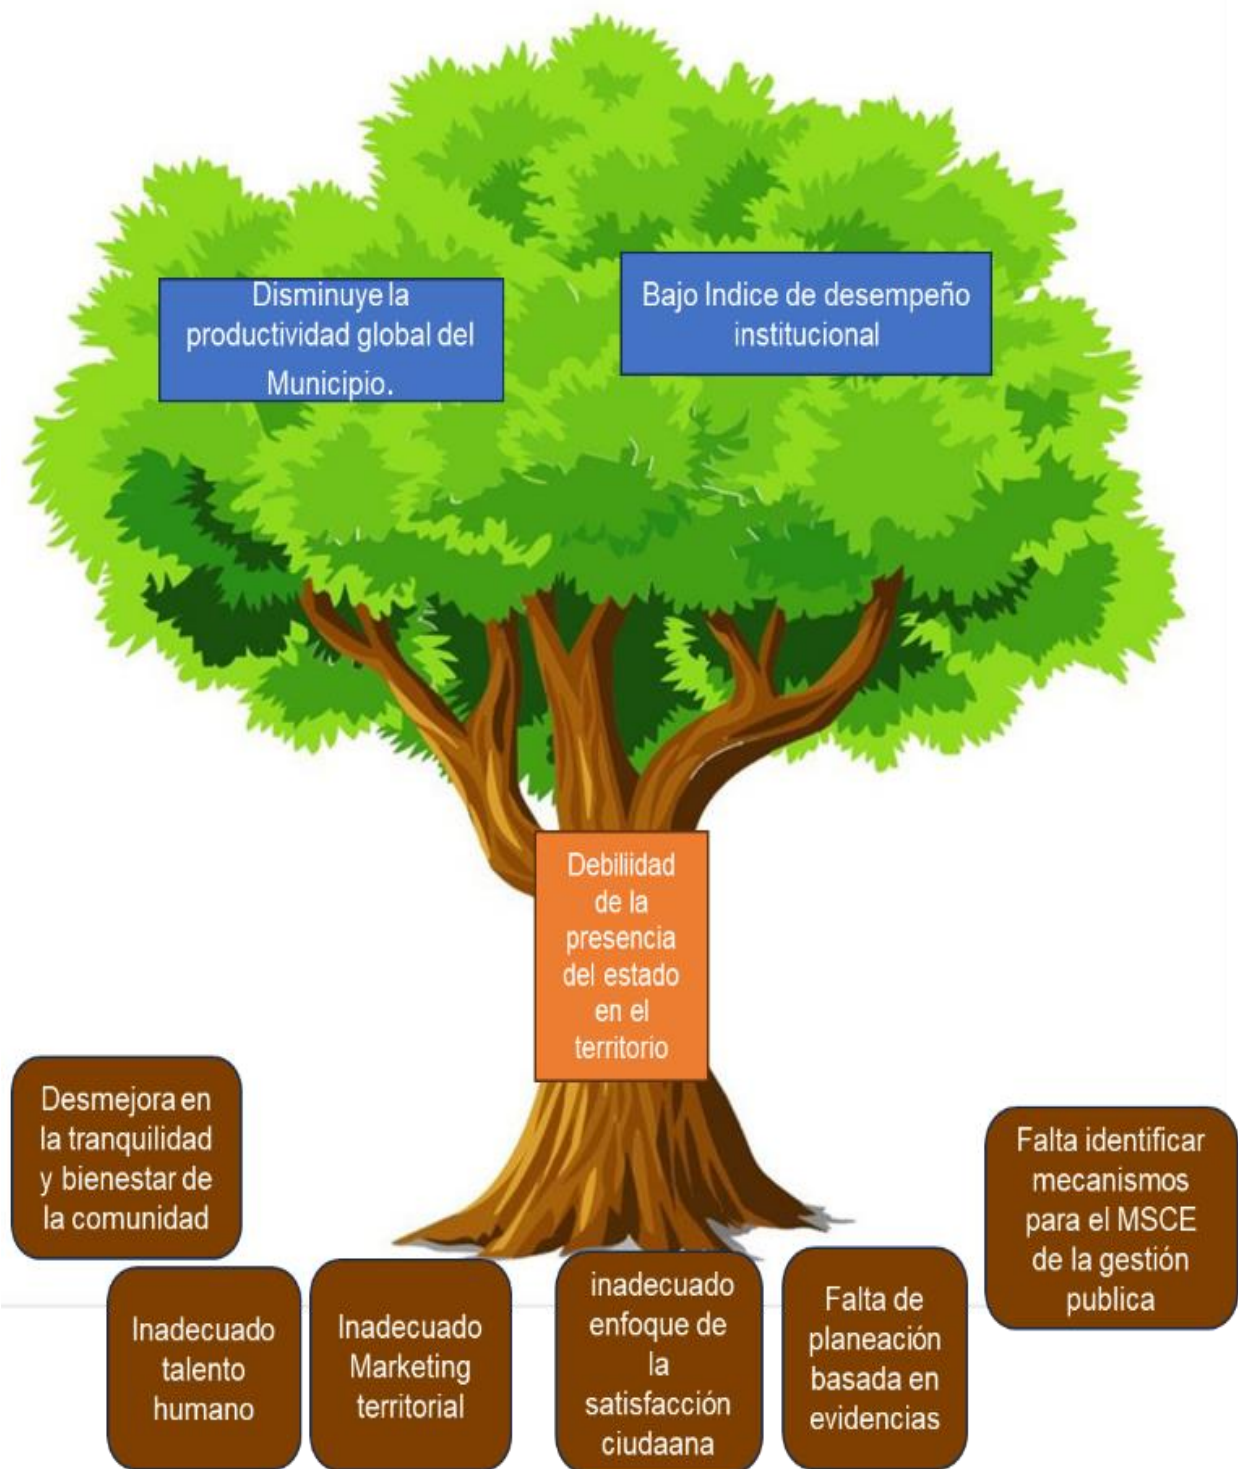 Disminuye la
productividad global del
Municipio.
Bajo Indice de desempeño
institucional
Debiliidad
de la
presencia
del estado
en el
territorio
Desmejora en
la tranquilidad
y bienestar de
la comunidad
Inadecuado
talento
humano
Inadecuado
Marketing
territorial
inadecuado
enfoque de
la
satisfacción
ciudaana
Falta de
planeación
basada en
evidencias
Falta identificar
mecanismos
para el MSCE
de la gestión
publica